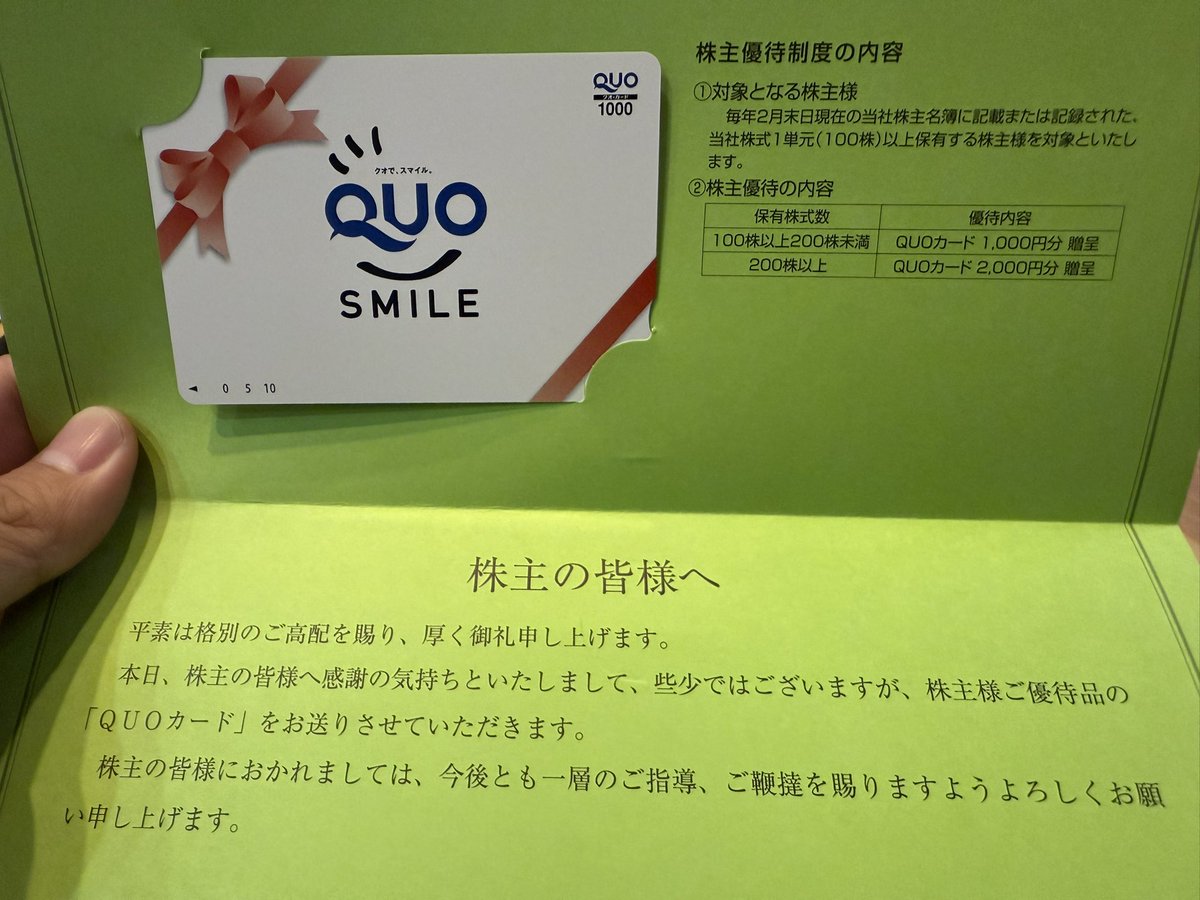 QUO
クオ・カード
1000
クオで、スマイル。
QUO
SMILE
0 5 10
株主優待制度の内容
①対象となる株主様
毎年2月末日現在の当社株主名簿に記載または記録された、
当社株式1単元(100株)以上保有する株主様を対象といたし
ます。
②株主優待の内容
保有株式数 優待内容
100株以上200株未満 QUOカード 1,000円分 贈呈
200株以上 QUOカード 2,000円分 贈呈
株主の皆様へ
平素は格別のご高配を賜り、厚く御礼申し上げます。
本日、株主の皆様へ感謝の気持ちといたしまして、些少ではございますが、株主様ご優待品の
「ＱＵＯカード」をお送りさせていただきます。
株主の皆様におかれましては、今後とも一層のご指導、ご鞭撻を賜りますようよろしくお願
い申し上げます。